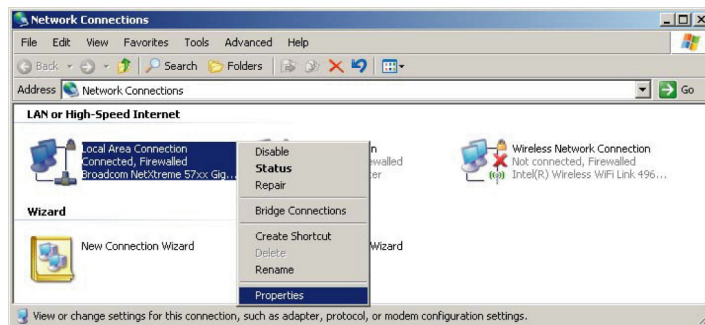 Network Connections
File Edit View Favorites Tools Advanced Help
Back Search Folders
Address Network Connections Go
LAN or High-Speed Internet
Local Area Connection
Connected, Firewalled
Broadcom NetXtreme 57xx Gig...
Disable
Status
Repair
Bridge Connections
Create Shortcut
Delete
Rename
Properties
n
ewalled
ter
Wireless Network Connection
Not connected, Firewalled
Intel(R) Wireless WiFi Link 496...
Wizard
New Connection Wizard
Wizard
View or change settings for this connection, such as adapter, protocol, or modem configuration settings.